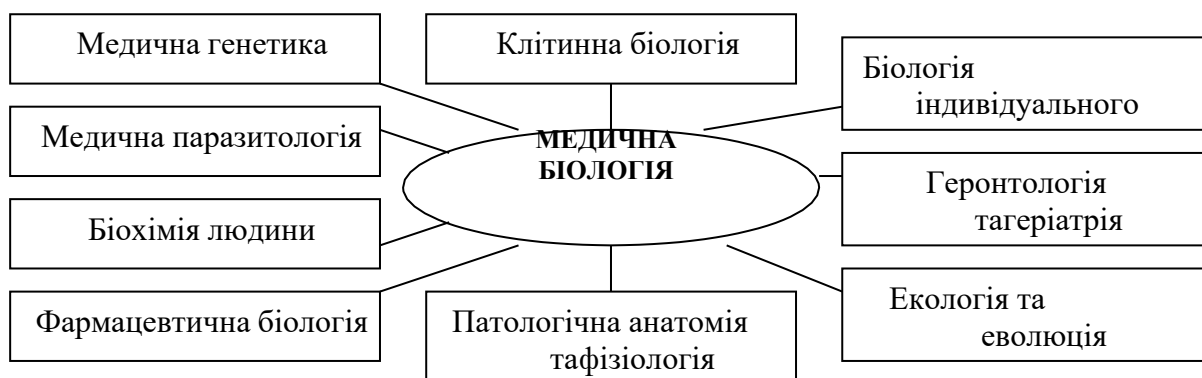 Медична генетика
Клітинна біологія
Біологія
індивідуального
Медична паразитологія
МЕДИЧНА
БІОЛОГІЯ
Геронтологія
тагеріатрія
Біохімія людини
Екологія та
еволюція
Фармацевтична біологія
Патологічна анатомія
тафізіологія